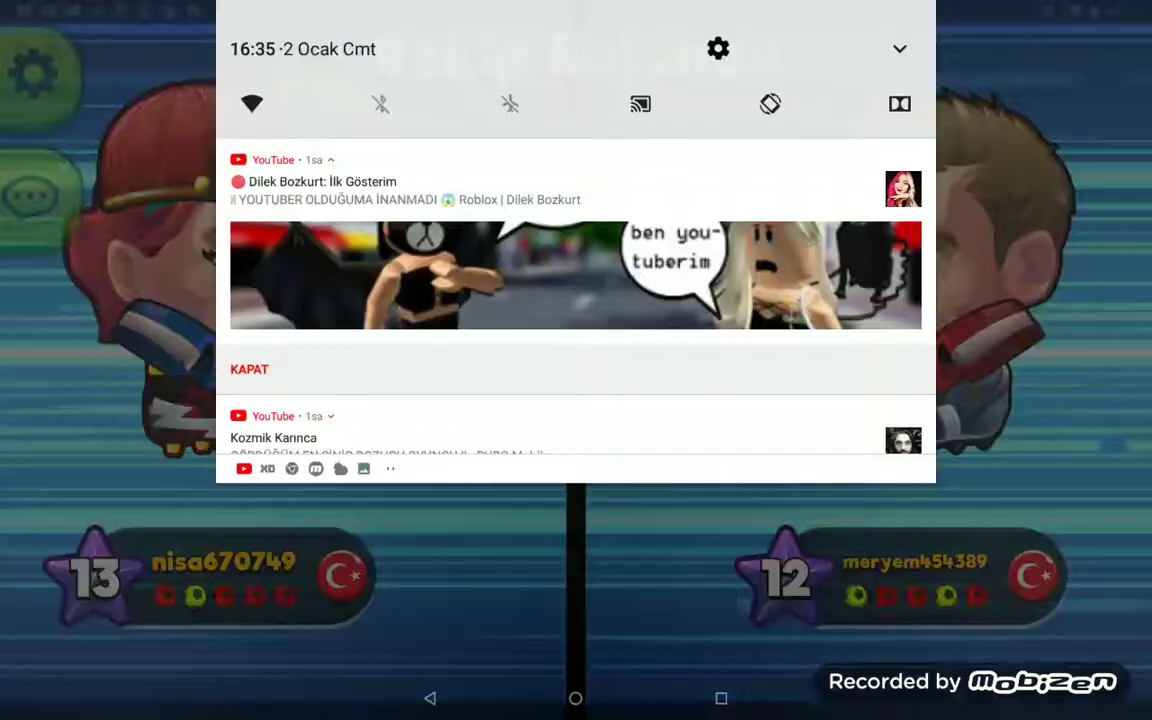 16:35 · 2 Ocak Cmt
YouTube · 1sa
Dilek Bozkurt: İlk Gösterim
YOUTUBER OLDUĞUMA İNANMADI 😱 Roblox | Dilek Bozkurt
ben you-
tuberim
KAPAT
YouTube · 1sa
Kozmik Karınca
13
nisa670749
12
meryem454389
Recorded by mobizen